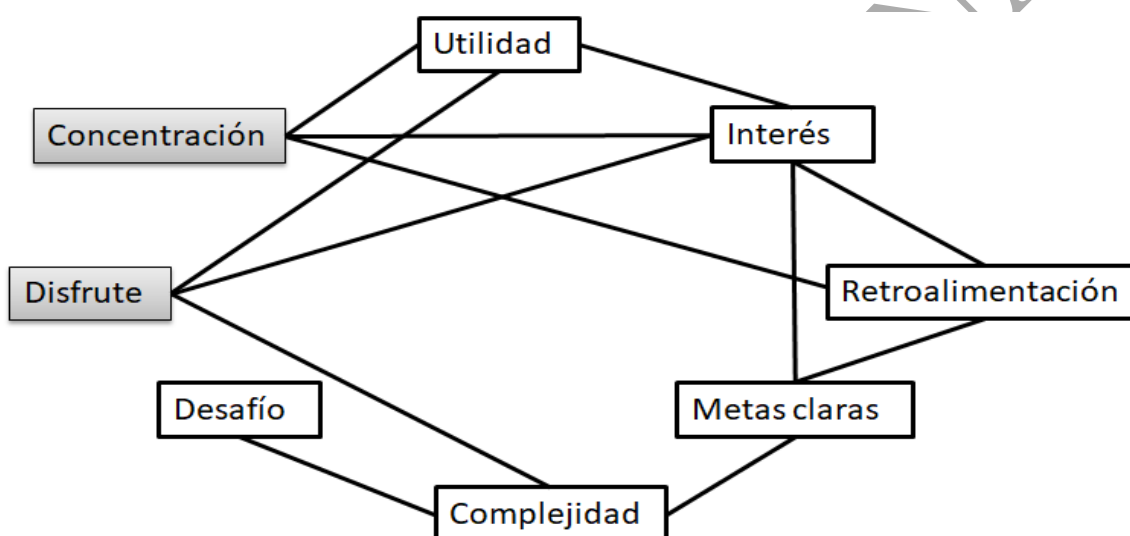 Utilidad
Concentración
Interés
Disfrute
Retroalimentación
Desafío
Metas claras
Complejidad